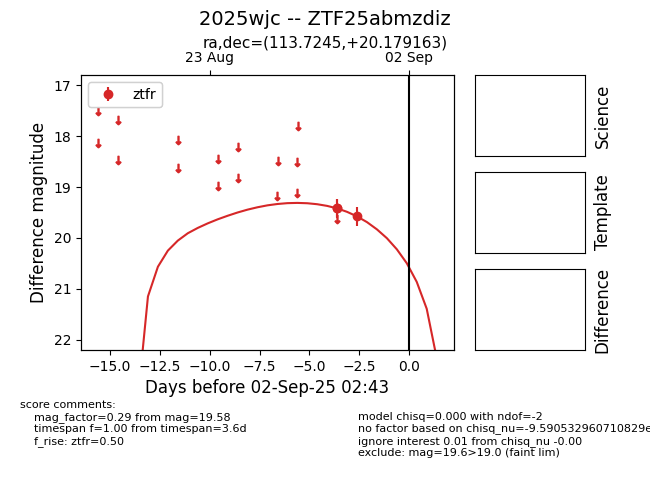 2025wjc -- ZTF25abmzdiz
ra,dec=(113.7245,+20.179163)
23 Aug
02 Sep
ztfr
17
18
19
20
21
22
Difference magnitude
−15.0
−12.5
−10.0
−7.5
−5.0
−2.5
0.0
Days before 02-Sep-25 02:43
Science
Template
Difference
score comments:
mag_factor=0.29 from mag=19.58
timespan f=1.00 from timespan=3.6d
f_rise: ztfr=0.50
model chisq=0.000 with ndof=-2
no factor based on chisq_nu=-9.590532960710829e
ignore interest 0.01 from chisq_nu -0.00
exclude: mag=19.6>19.0 (faint lim)